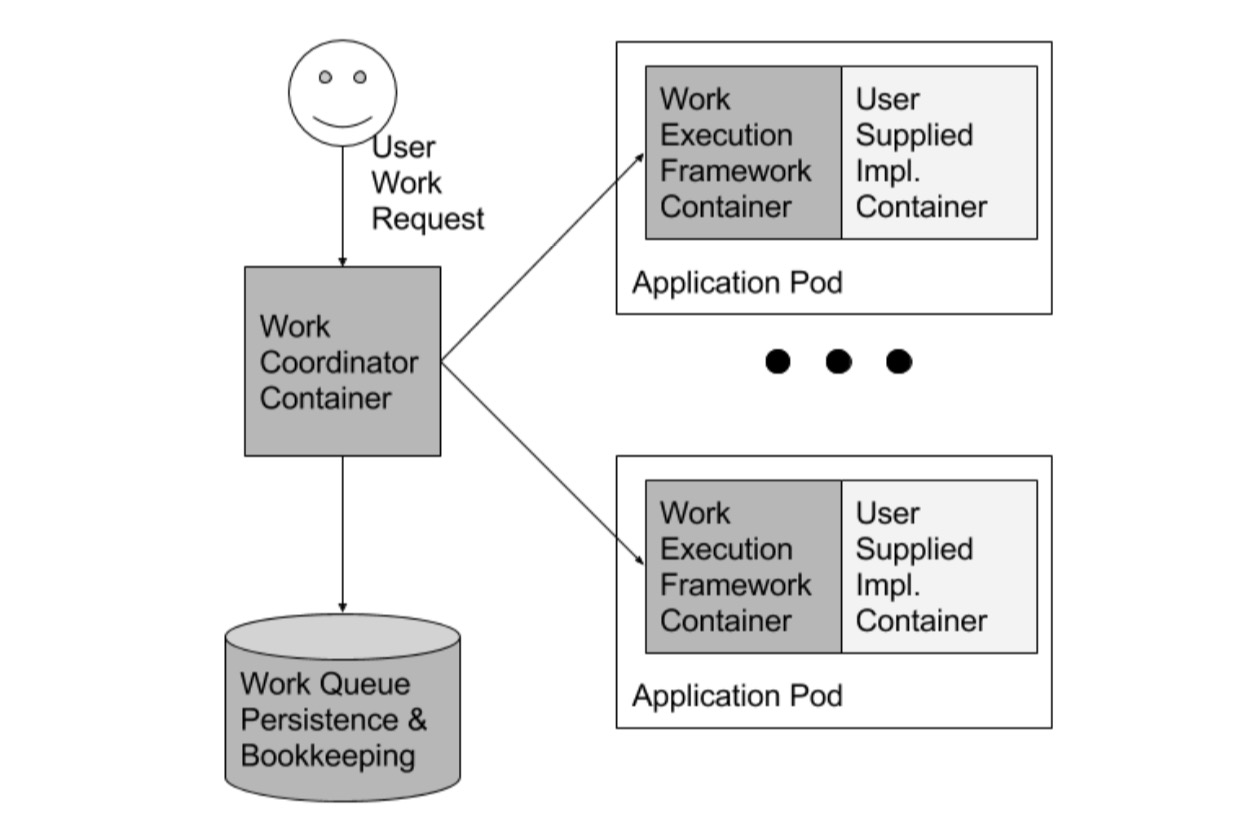 User
Work
Request
Work
Coordinator
Container
Work Queue
Persistence &
Bookkeeping
Work
Execution
Framework
Container
User
Supplied
Impl.
Container
Application Pod
Work
Execution
Framework
Container
User
Supplied
Impl.
Container
Application Pod